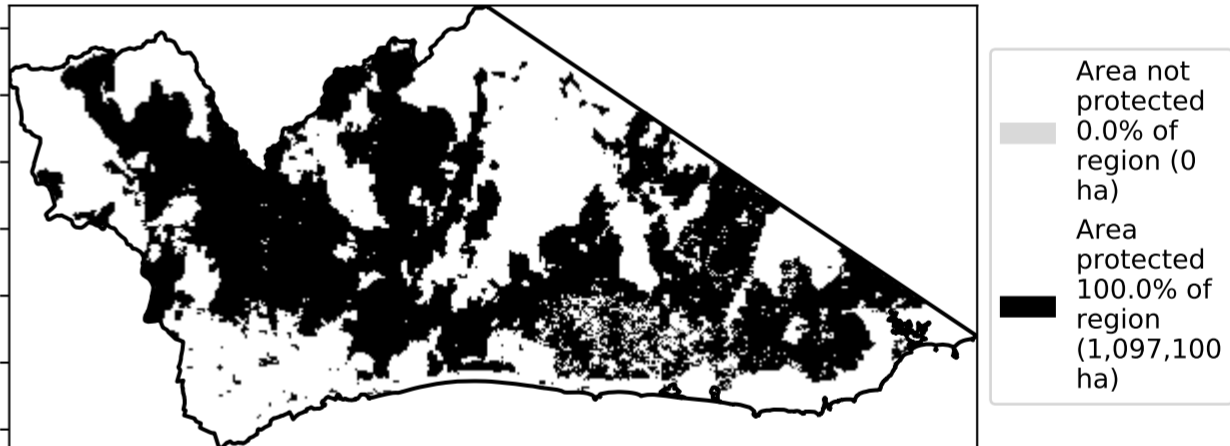 Area not
protected
0.0% of
region (0
ha)
Area
protected
100.0% of
region
(1,097,100
ha)